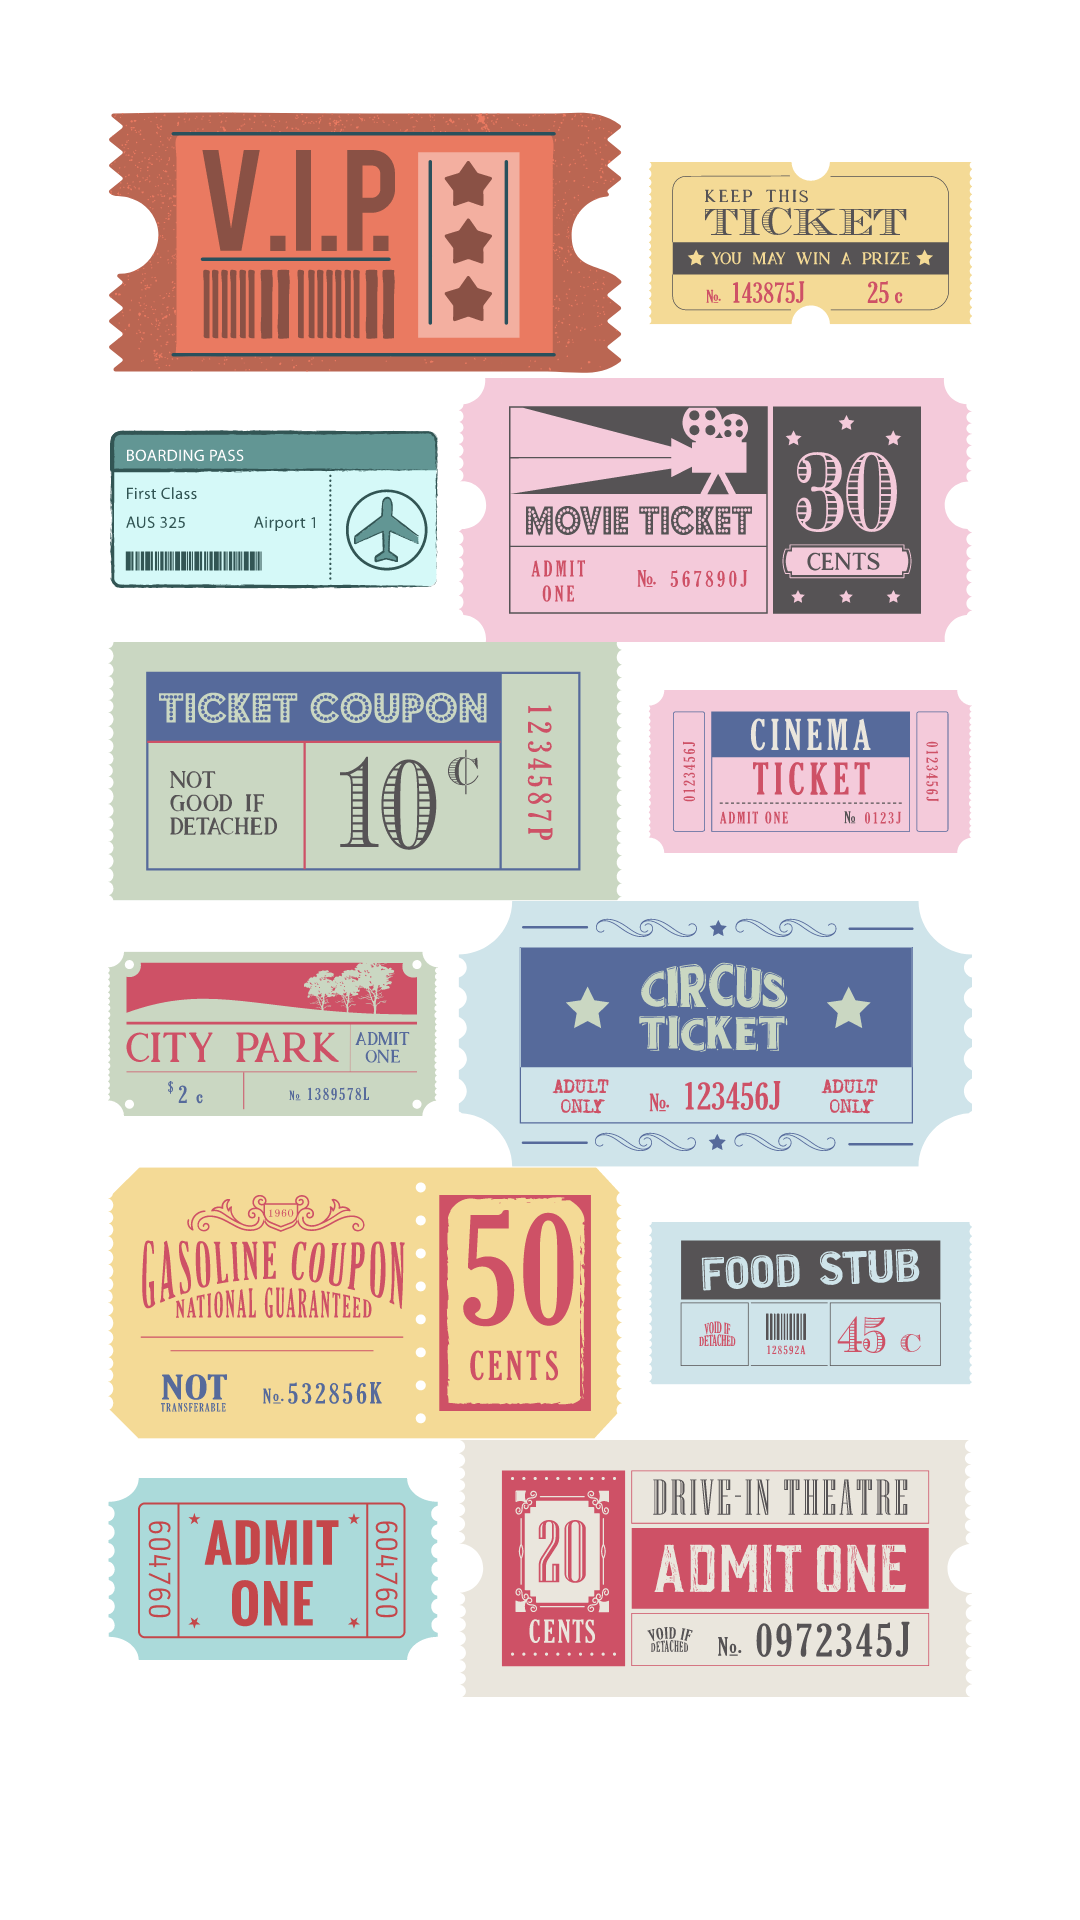 V.I.P.
KEEP THIS
TICKET
YOU MAY WIN A PRIZE
No. 143875J 25 c
BOARDING PASS
First Class
AUS 325 Airport 1
MOVIE TICKET
ADMIT
ONE
No. 567890J
30
CENTS
TICKET COUPON
NOT
GOOD IF
DETACHED
10 ¢
1234587P
0123456J
CINEMA
TICKET
ADMIT ONE No 0123J
0123456J
CITY PARK
ADMIT
ONE
$ 2 c
No. 1389578L
CIRCUS
TICKET
ADULT
ONLY
No. 123456J
ADULT
ONLY
1960
GASOLINE COUPON
NATIONAL GUARANTEED
NOT
TRANSFERABLE
No. 532856K
50
CENTS
FOOD STUB
VOID IF
DETACHED
128592A
45 c
604760
ADMIT
ONE
604760
20
CENTS
DRIVE-IN THEATRE
ADMIT ONE
VOID IF
DETACHED
No. 0972345J